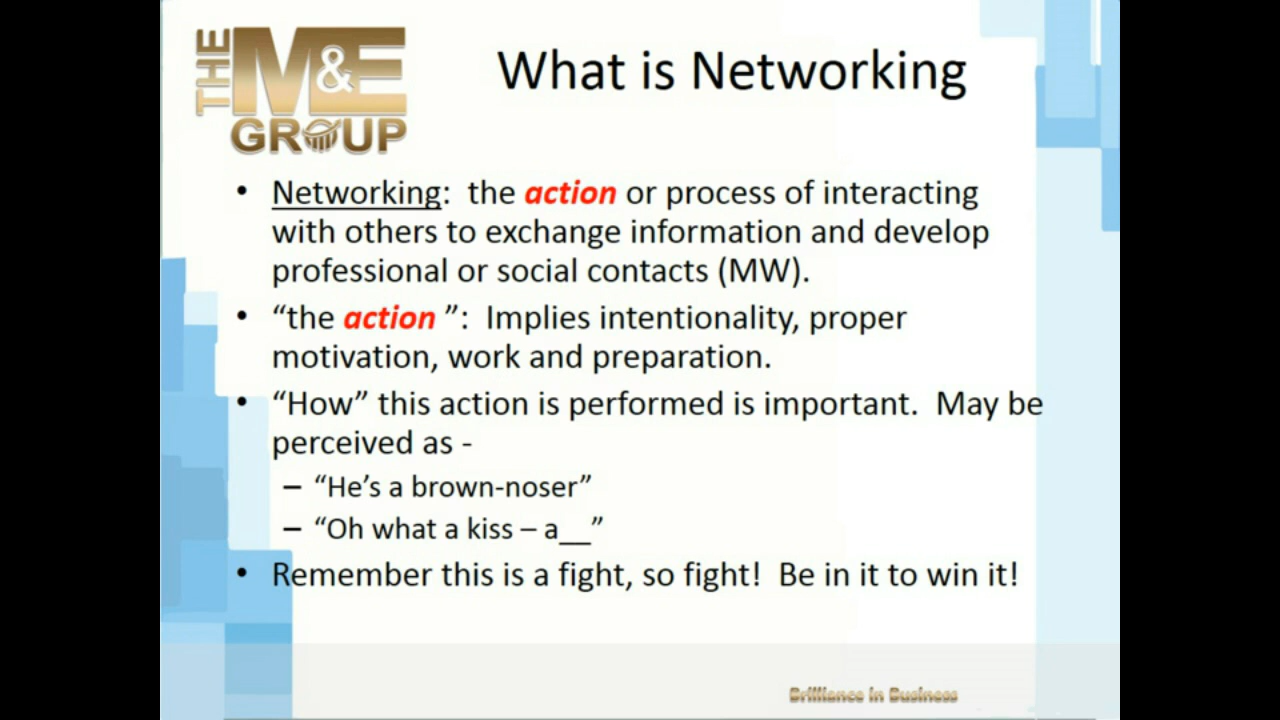 THE
M&E
GROUP
What is Networking
• Networking:  the action or process of interacting
with others to exchange information and develop
professional or social contacts (MW).
• “the action ”:  Implies intentionality, proper
motivation, work and preparation.
• “How” this action is performed is important.  May be
perceived as -
– “He’s a brown-noser”
– “Oh what a kiss – a__”
• Remember this is a fight, so fight!  Be in it to win it!
Brilliance in Business